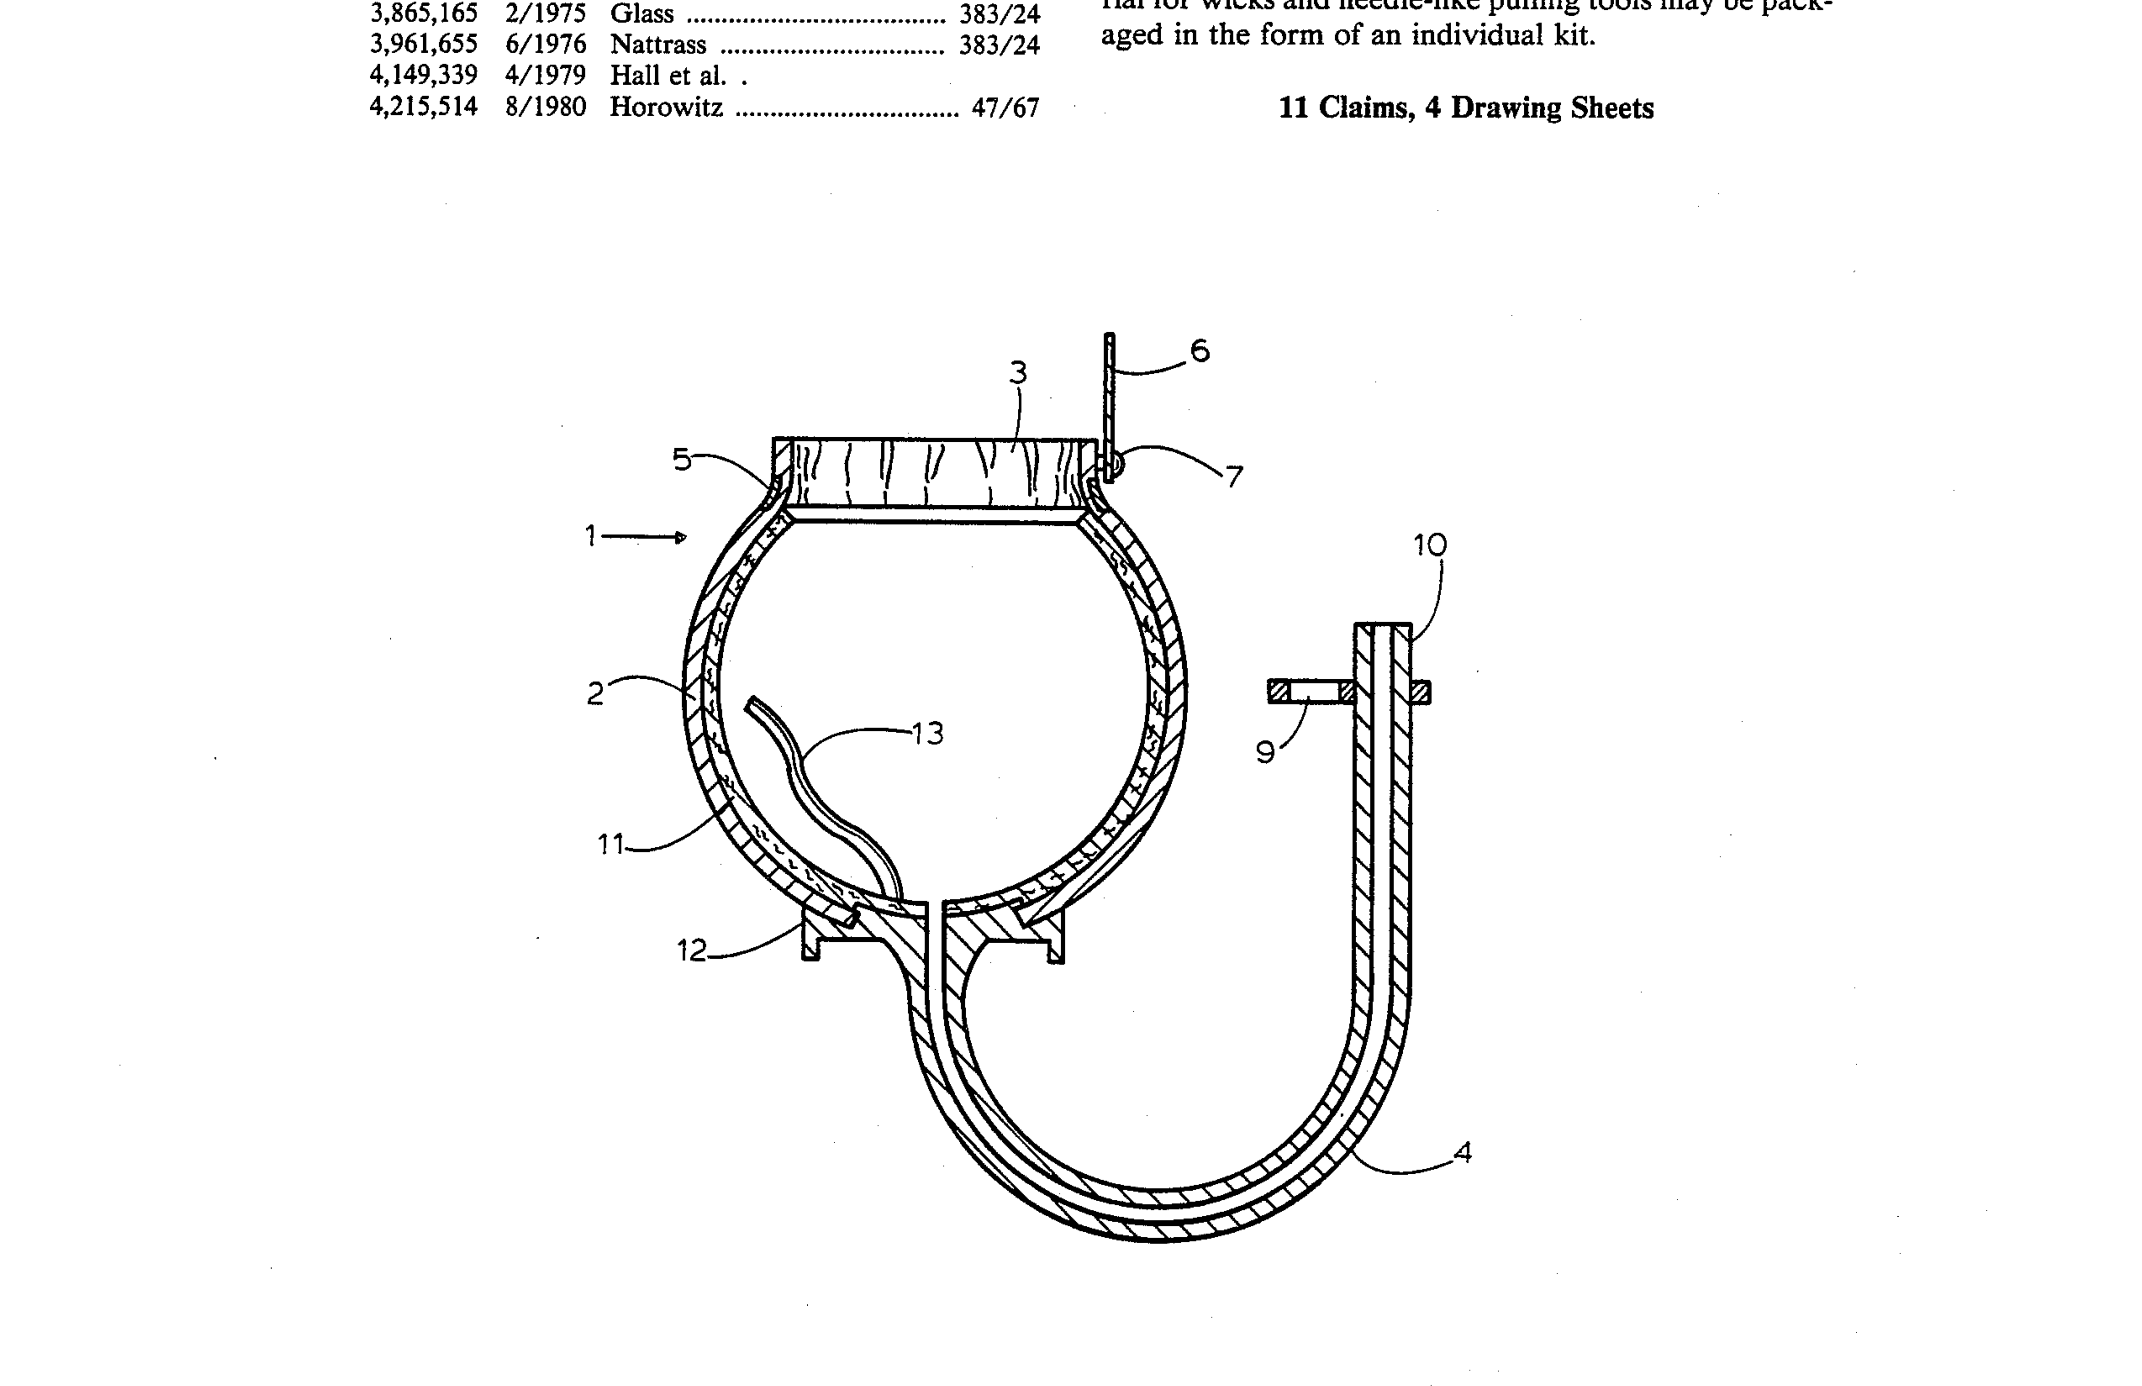 3,865,165 2/1975 Glass ..................................... 383/24
3,961,655 6/1976 Nattrass ................................ 383/24
4,149,339 4/1979 Hall et al. .
4,215,514 8/1980 Horowitz ................................ 47/67
rial for wicks and needle-like pulling tools may be pack-
aged in the form of an individual kit.
11 Claims, 4 Drawing Sheets
6
3
5
7
1
10
2
13
9
11
12
4